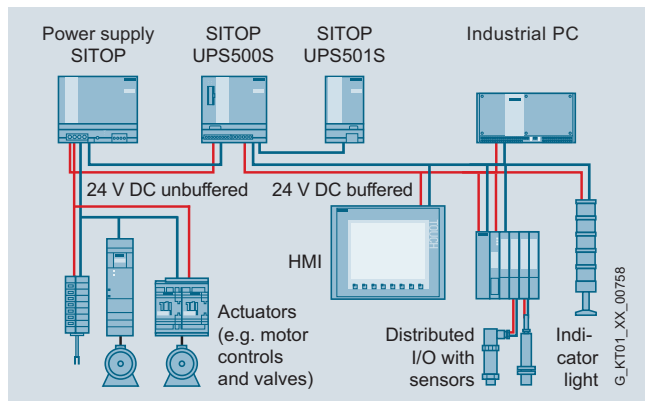 Power supply
SITOP
SITOP
UPS500S
SITOP
UPS501S
Industrial PC
24 V DC unbuffered
24 V DC buffered
HMI
TOUCH
Actuators
(e.g. motor
controls
and valves)
Distributed
I/O with
sensors
Indi-
cator
light
G_KT01_XX_00758